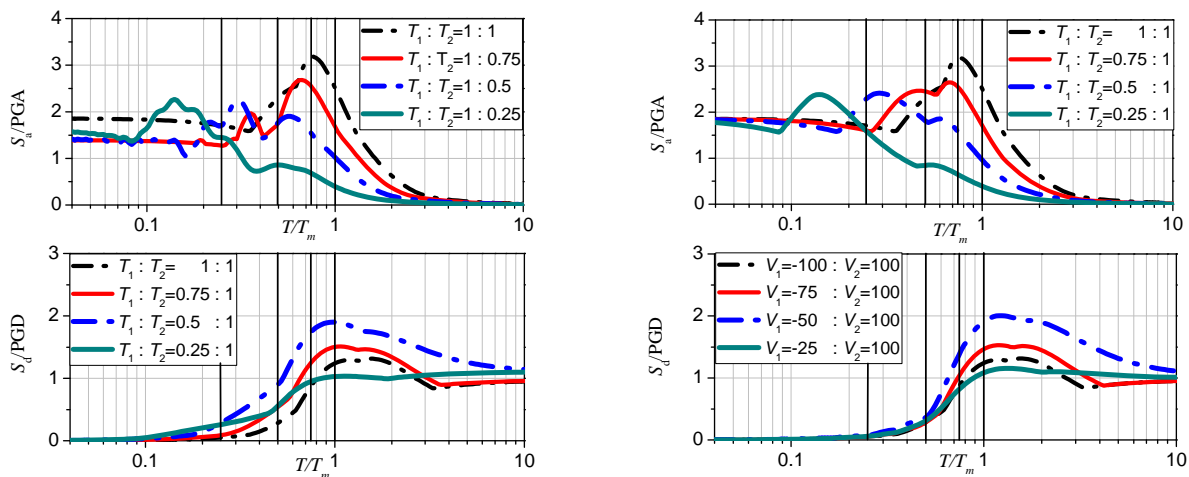 4
3
2
1
0
S_a/PGA
T_1 : T_2=1 : 1
T_1 : T_2=1 : 0.75
T_1 : T_2=1 : 0.5
T_1 : T_2=1 : 0.25
0.1
T/T_m
1
10
4
3
2
1
0
S_a/PGA
T_1 : T_2= 1 : 1
T_1 : T_2=0.75 : 1
T_1 : T_2=0.5 : 1
T_1 : T_2=0.25 : 1
0.1
T/T_m
1
10
3
2
1
0
S_d/PGD
T_1 : T_2= 1 : 1
T_1 : T_2=0.75 : 1
T_1 : T_2=0.5 : 1
T_1 : T_2=0.25 : 1
0.1
T/T_m
1
10
3
2
1
0
S_d/PGD
V_1=-100 : V_2=100
V_1=-75 : V_2=100
V_1=-50 : V_2=100
V_1=-25 : V_2=100
0.1
T/T_m
1
10